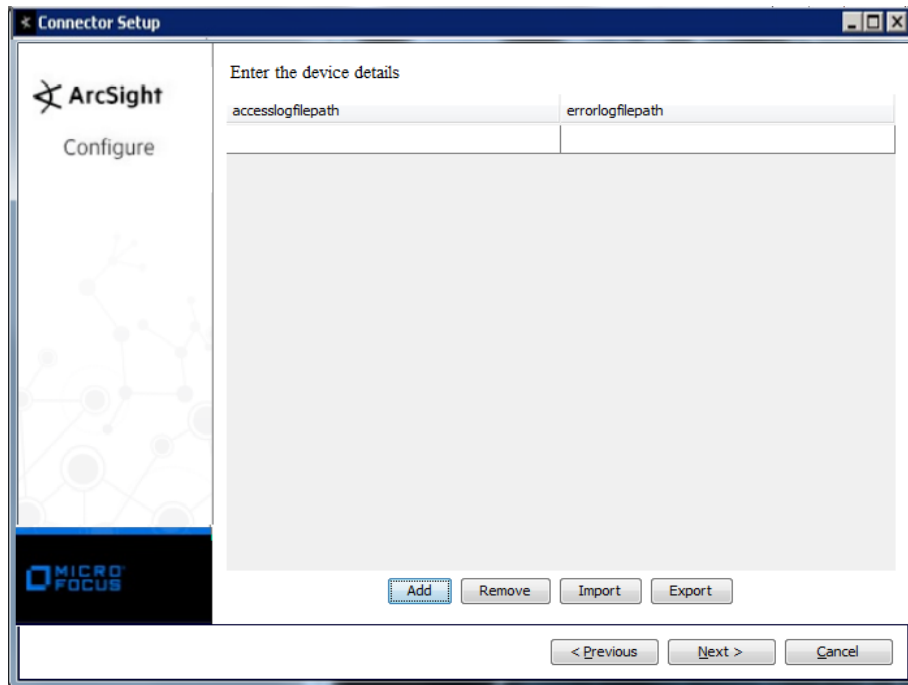 Connector Setup
ArcSight
Configure
Enter the device details
accesslogfilepath errorlogfilepath
MICRO
FOCUS
Add Remove Import Export
< Previous Next > Cancel